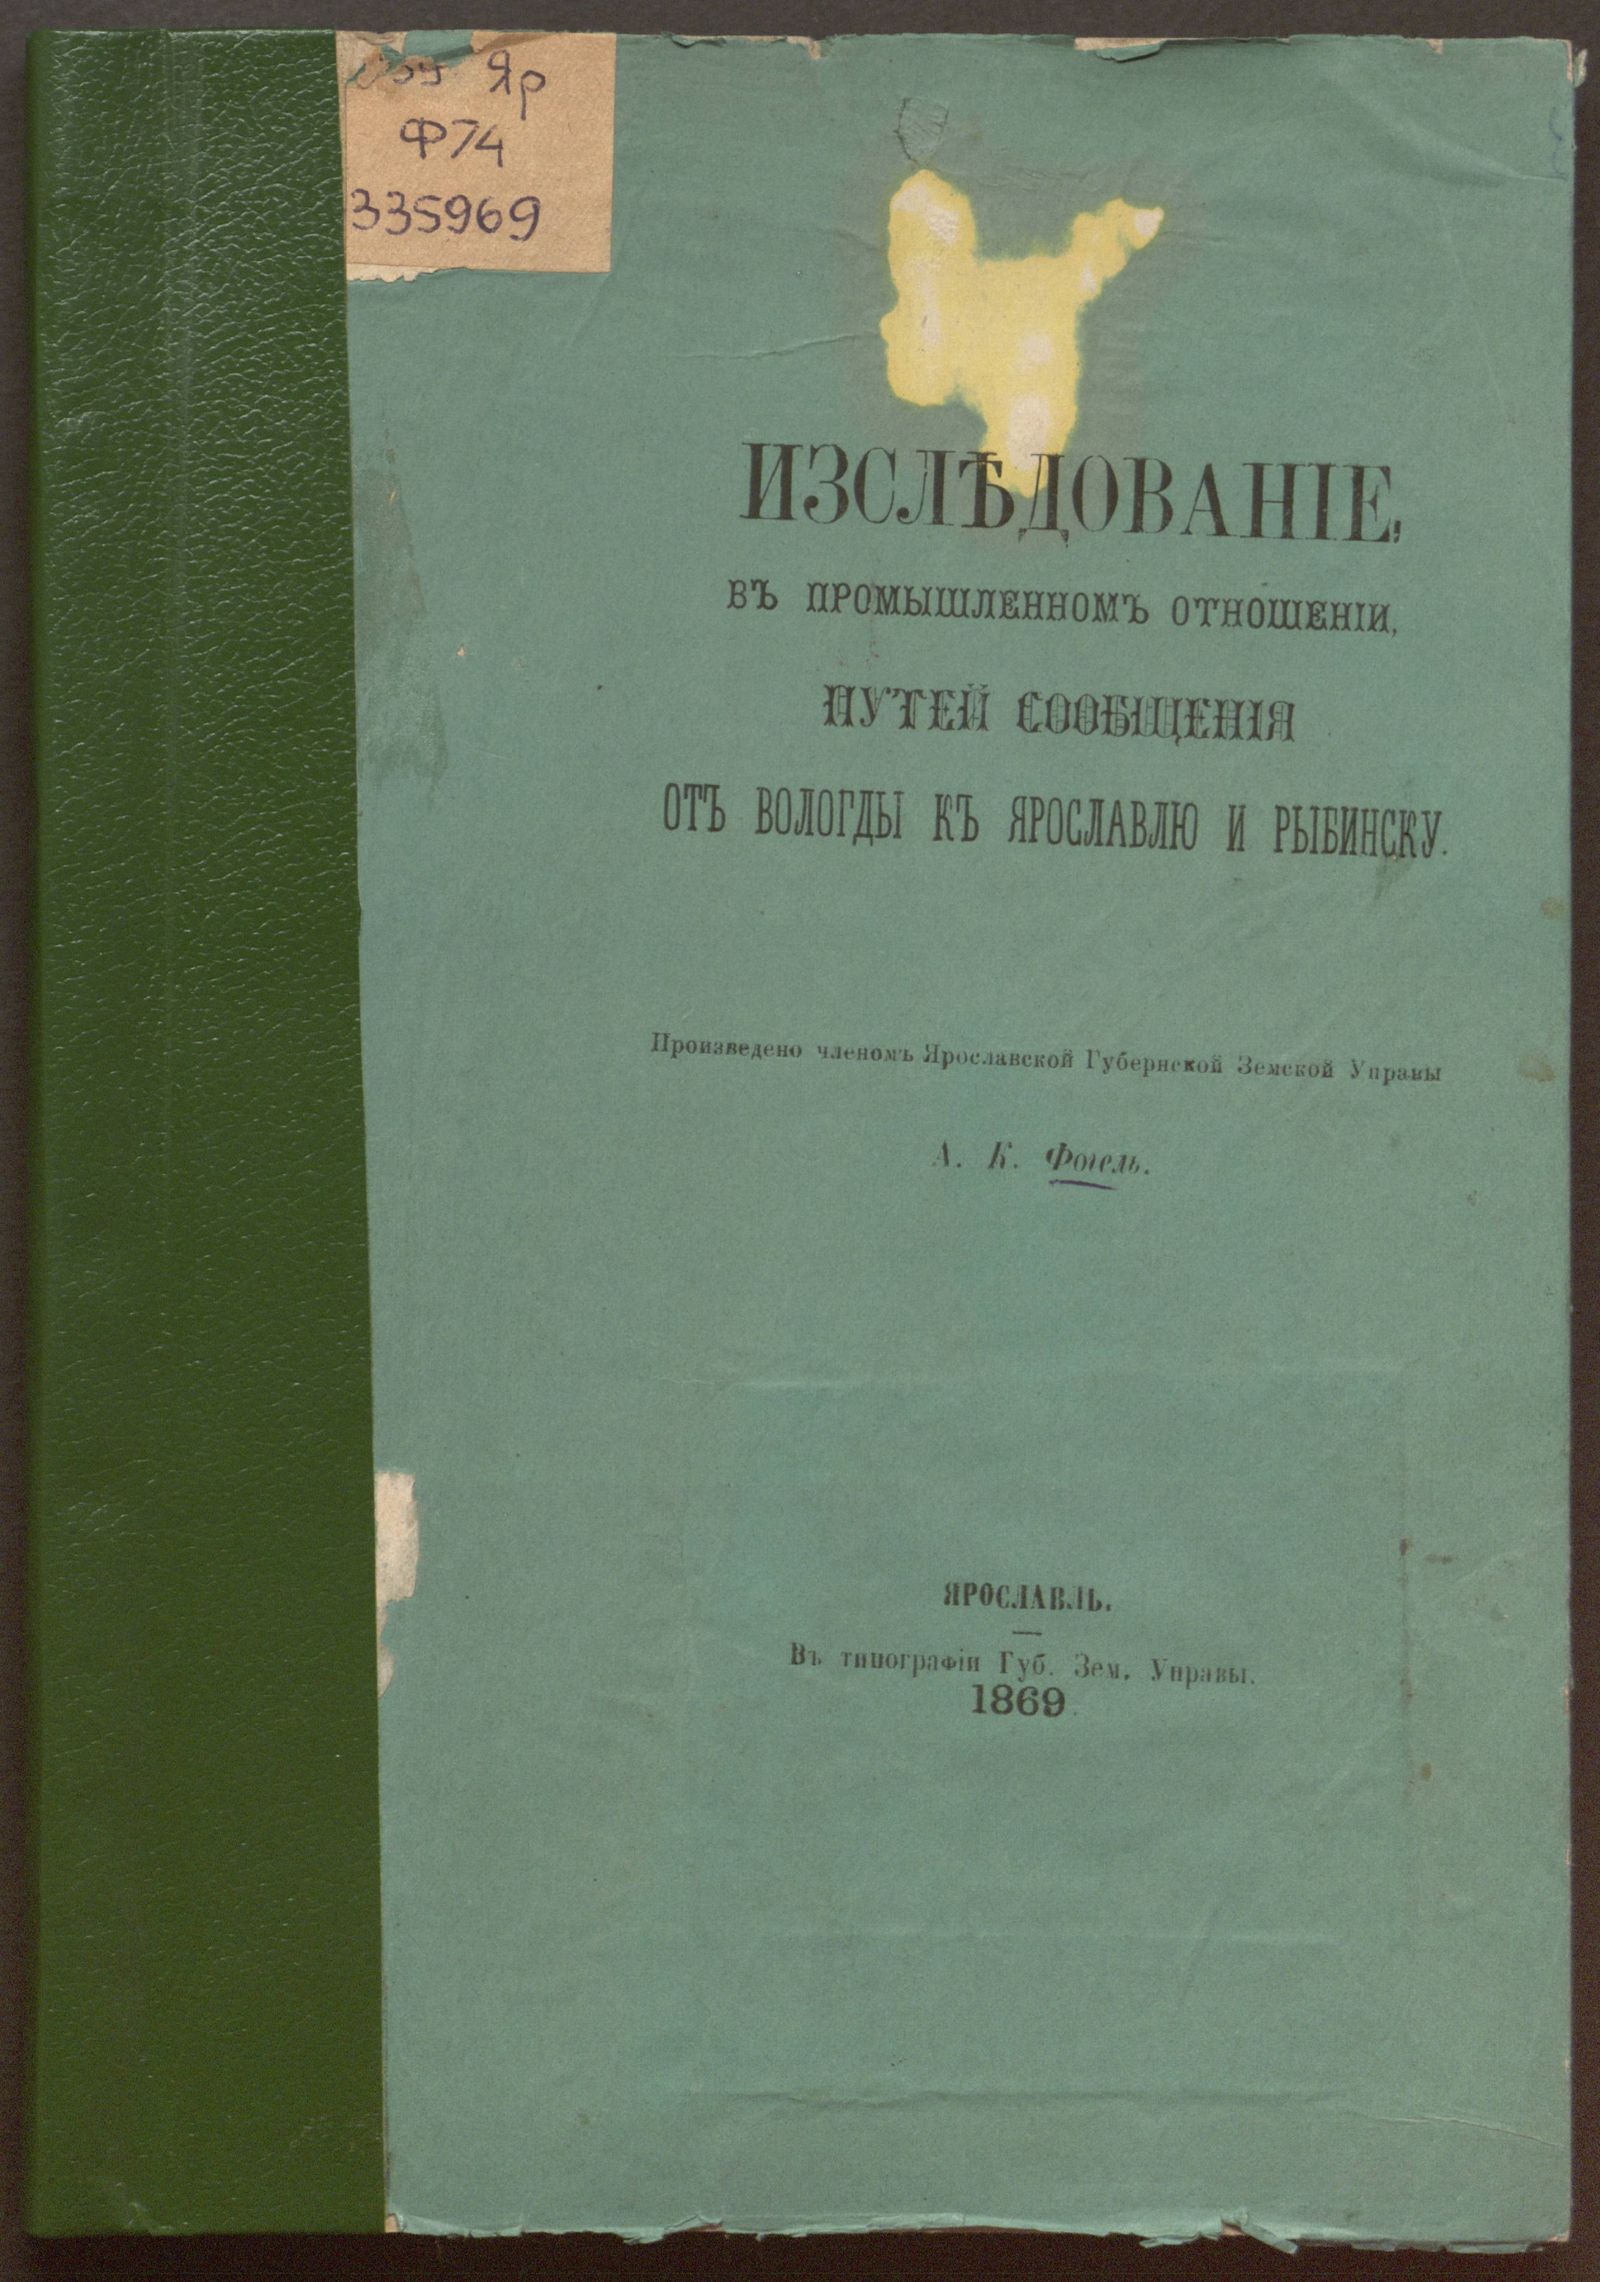 Яр
Ф74
335969
ИЗСЛѢДОВАНІЕ,
ВЪ ПРОМЫШЛЕННОМЪ ОТНОШЕНІИ,
ПУТЕЙ СООБЩЕНІЯ
ОТЪ ВОЛОГДЫ КЪ ЯРОСЛАВЛЮ И РЫБИНСКУ.
Произведено членомъ Ярославской Губернской Земской Управы
А. К. Фогель.
ЯРОСЛАВЛЬ.
Въ типографіи Губ. Зем. Управы.
1869